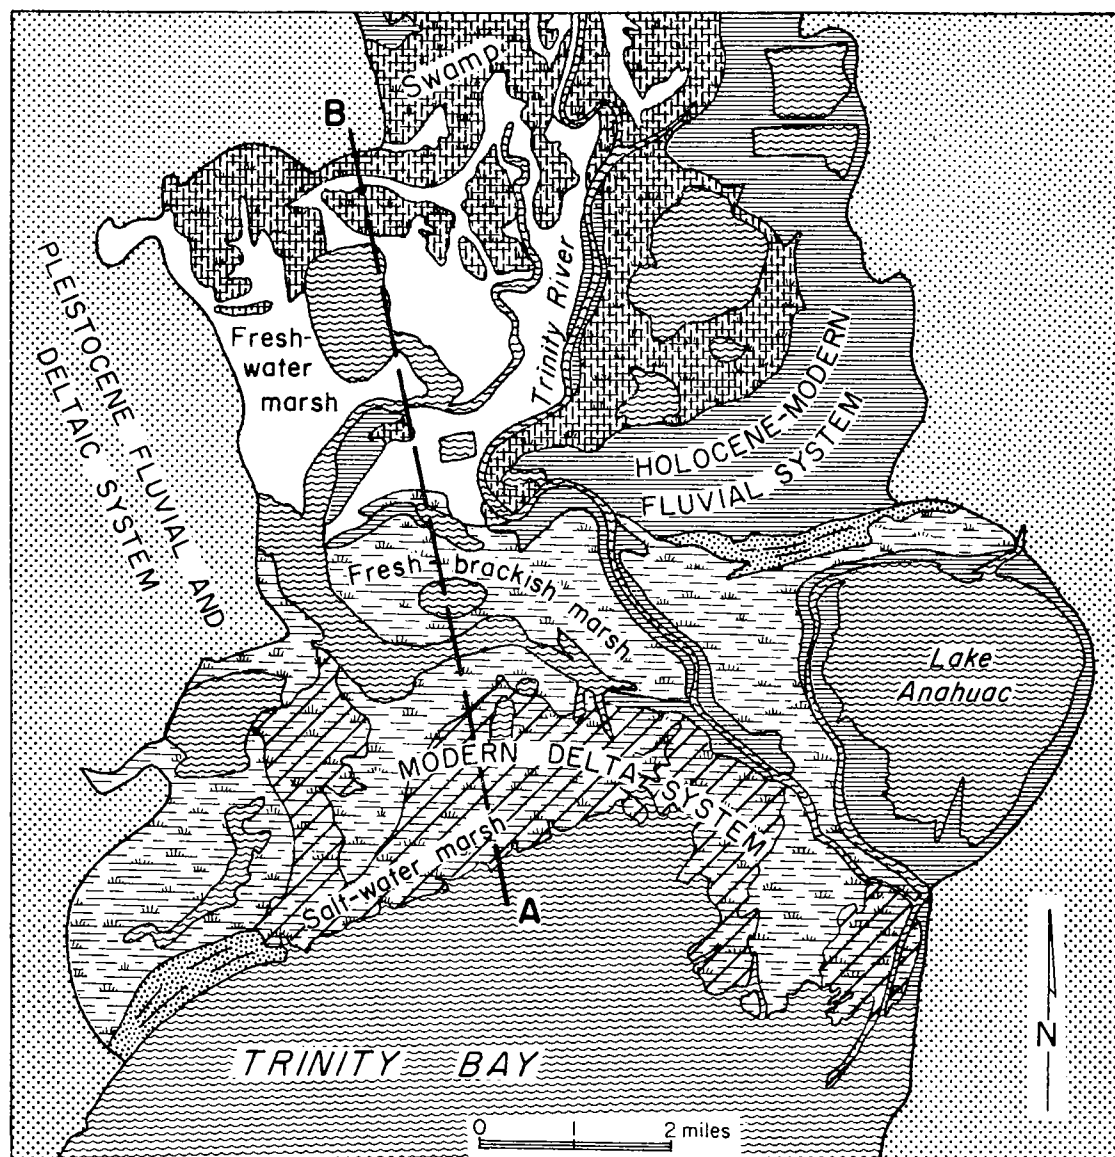 Swamp
B
Trinity River
Fresh-
water
marsh
PLEISTOCENE FLUVIAL AND
DELTAIC SYSTEM
HOLOCENE-MODERN
FLUVIAL SYSTEM
Fresh-brackish marsh
Lake
Anahuac
MODERN DELTA SYSTEM
Salt-water marsh
A
TRINITY BAY
N
0 1 2 miles